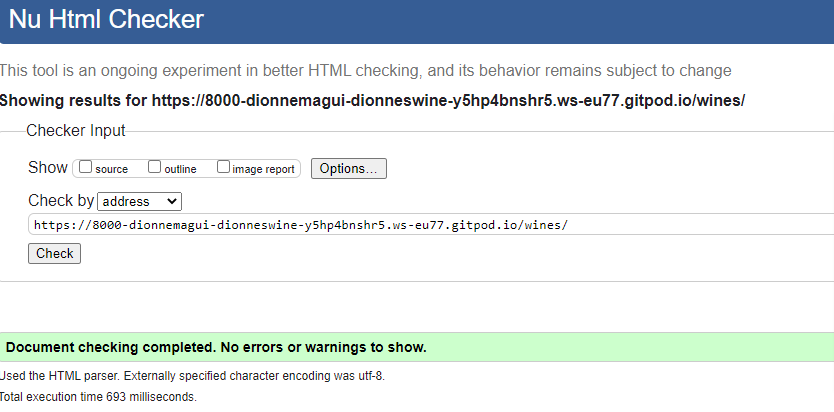 Nu Html Checker
This tool is an ongoing experiment in better HTML checking, and its behavior remains subject to change
Showing results for https://8000-dionnemagui-dionneswine-y5hp4bnshr5.ws-eu77.gitpod.io/wines/
Checker Input
Show source outline image report Options...
Check by address
https://8000-dionnemagui-dionneswine-y5hp4bnshr5.ws-eu77.gitpod.io/wines/
Check
Document checking completed. No errors or warnings to show.
Used the HTML parser. Externally specified character encoding was utf-8.
Total execution time 693 milliseconds.